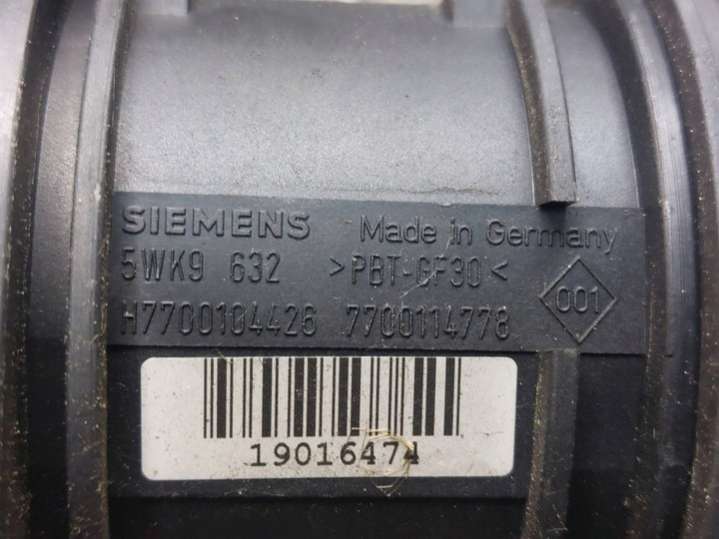 SIEMENS Made in Germany
5WK9 632 >PBT-GF30<
001
H7700104426 7700114778
19016474